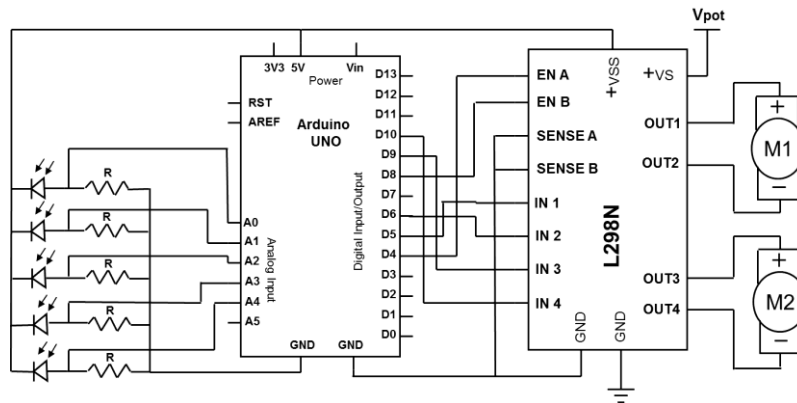 Vpot
3V3 5V Vin
Power
Arduino
UNO
RST
AREF
D13
D12
D11
D10
D9
D8
D7
D6
D5
D4
D3
D2
D1
D0
Digital Input/Output
A0
A1
A2
A3
A4
A5
Analog Input
GND
GND
R
R
R
R
R
EN A
EN B
SENSE A
SENSE B
IN 1
IN 2
IN 3
IN 4
+VSS
+VS
L298N
OUT1
OUT2
OUT3
OUT4
GND
GND
+
M1
−
+
M2
−